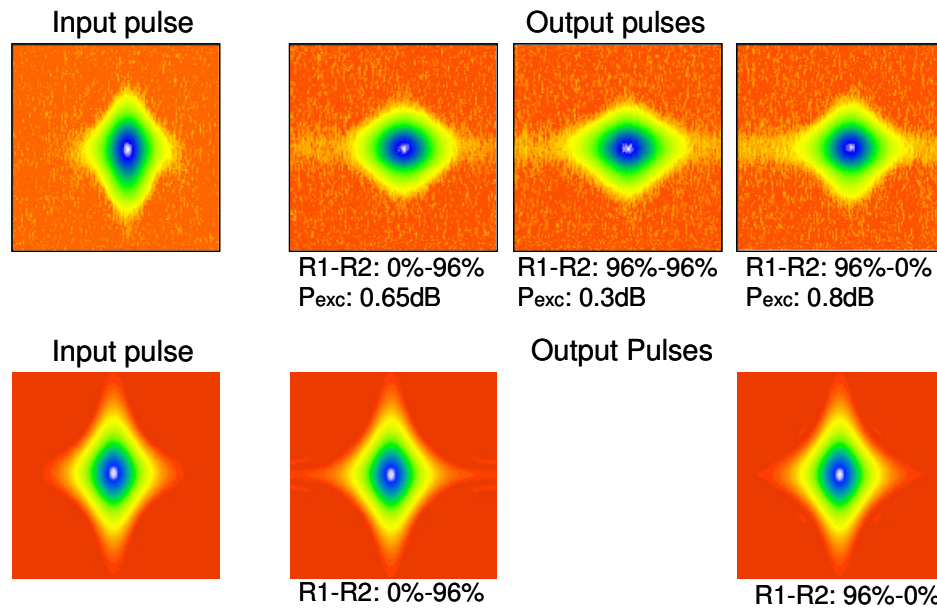 Input pulse
Output pulses
R1-R2: 0%-96%
Pexc: 0.65dB
R1-R2: 96%-96%
Pexc: 0.3dB
R1-R2: 96%-0%
Pexc: 0.8dB
Input pulse
Output Pulses
R1-R2: 0%-96%
R1-R2: 96%-0%